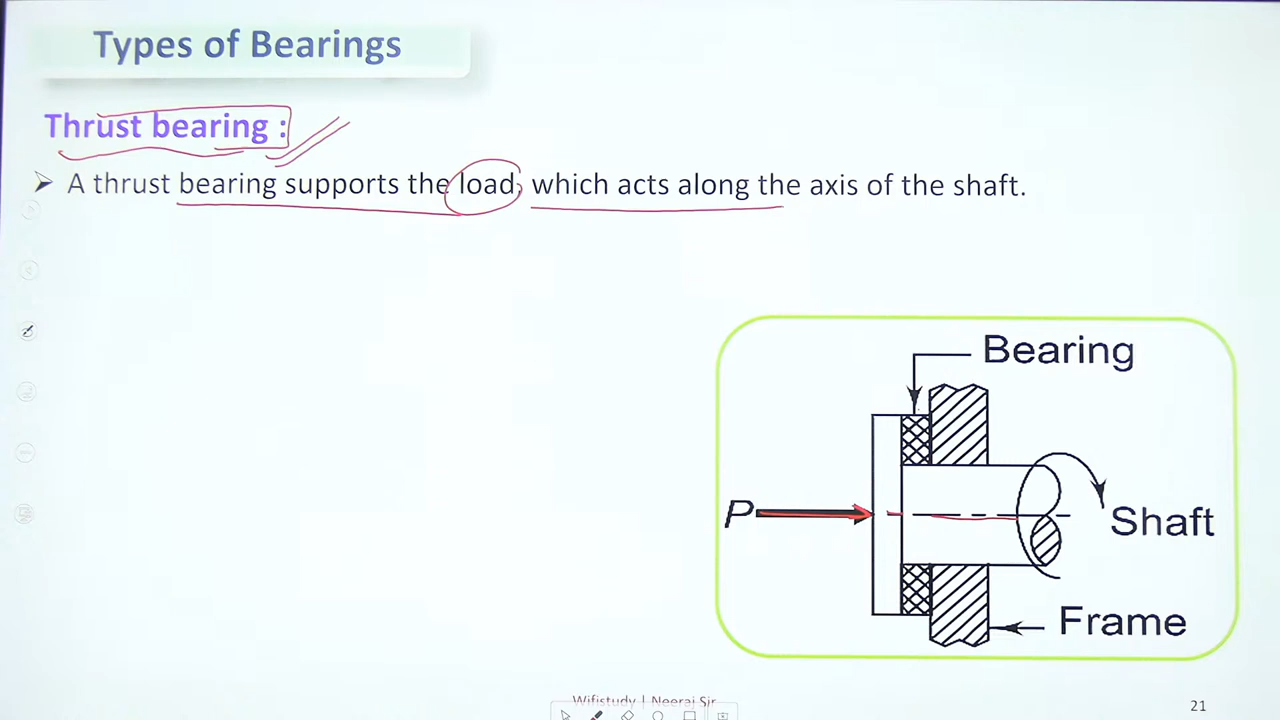 Types of Bearings
Thrust bearing :
➢ A thrust bearing supports the load, which acts along the axis of the shaft.
Bearing
P
Shaft
Frame
Wifistudy | Neeraj Sir
21